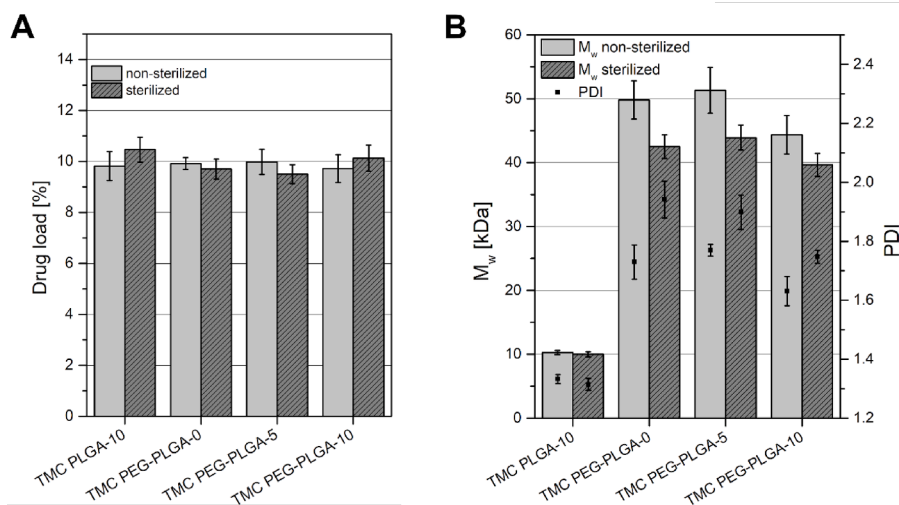 A
Drug load [%]
14
12
10
8
6
4
2
0
non-sterilized
sterilized
TMC PLGA-10
TMC PEG-PLGA-0
TMC PEG-PLGA-5
TMC PEG-PLGA-10
B
M_w [kDa]
60
50
40
30
20
10
0
M_w non-sterilized
M_w sterilized
PDI
2.4
2.2
2.0
1.8
1.6
1.4
1.2
PDI
TMC PLGA-10
TMC PEG-PLGA-0
TMC PEG-PLGA-5
TMC PEG-PLGA-10